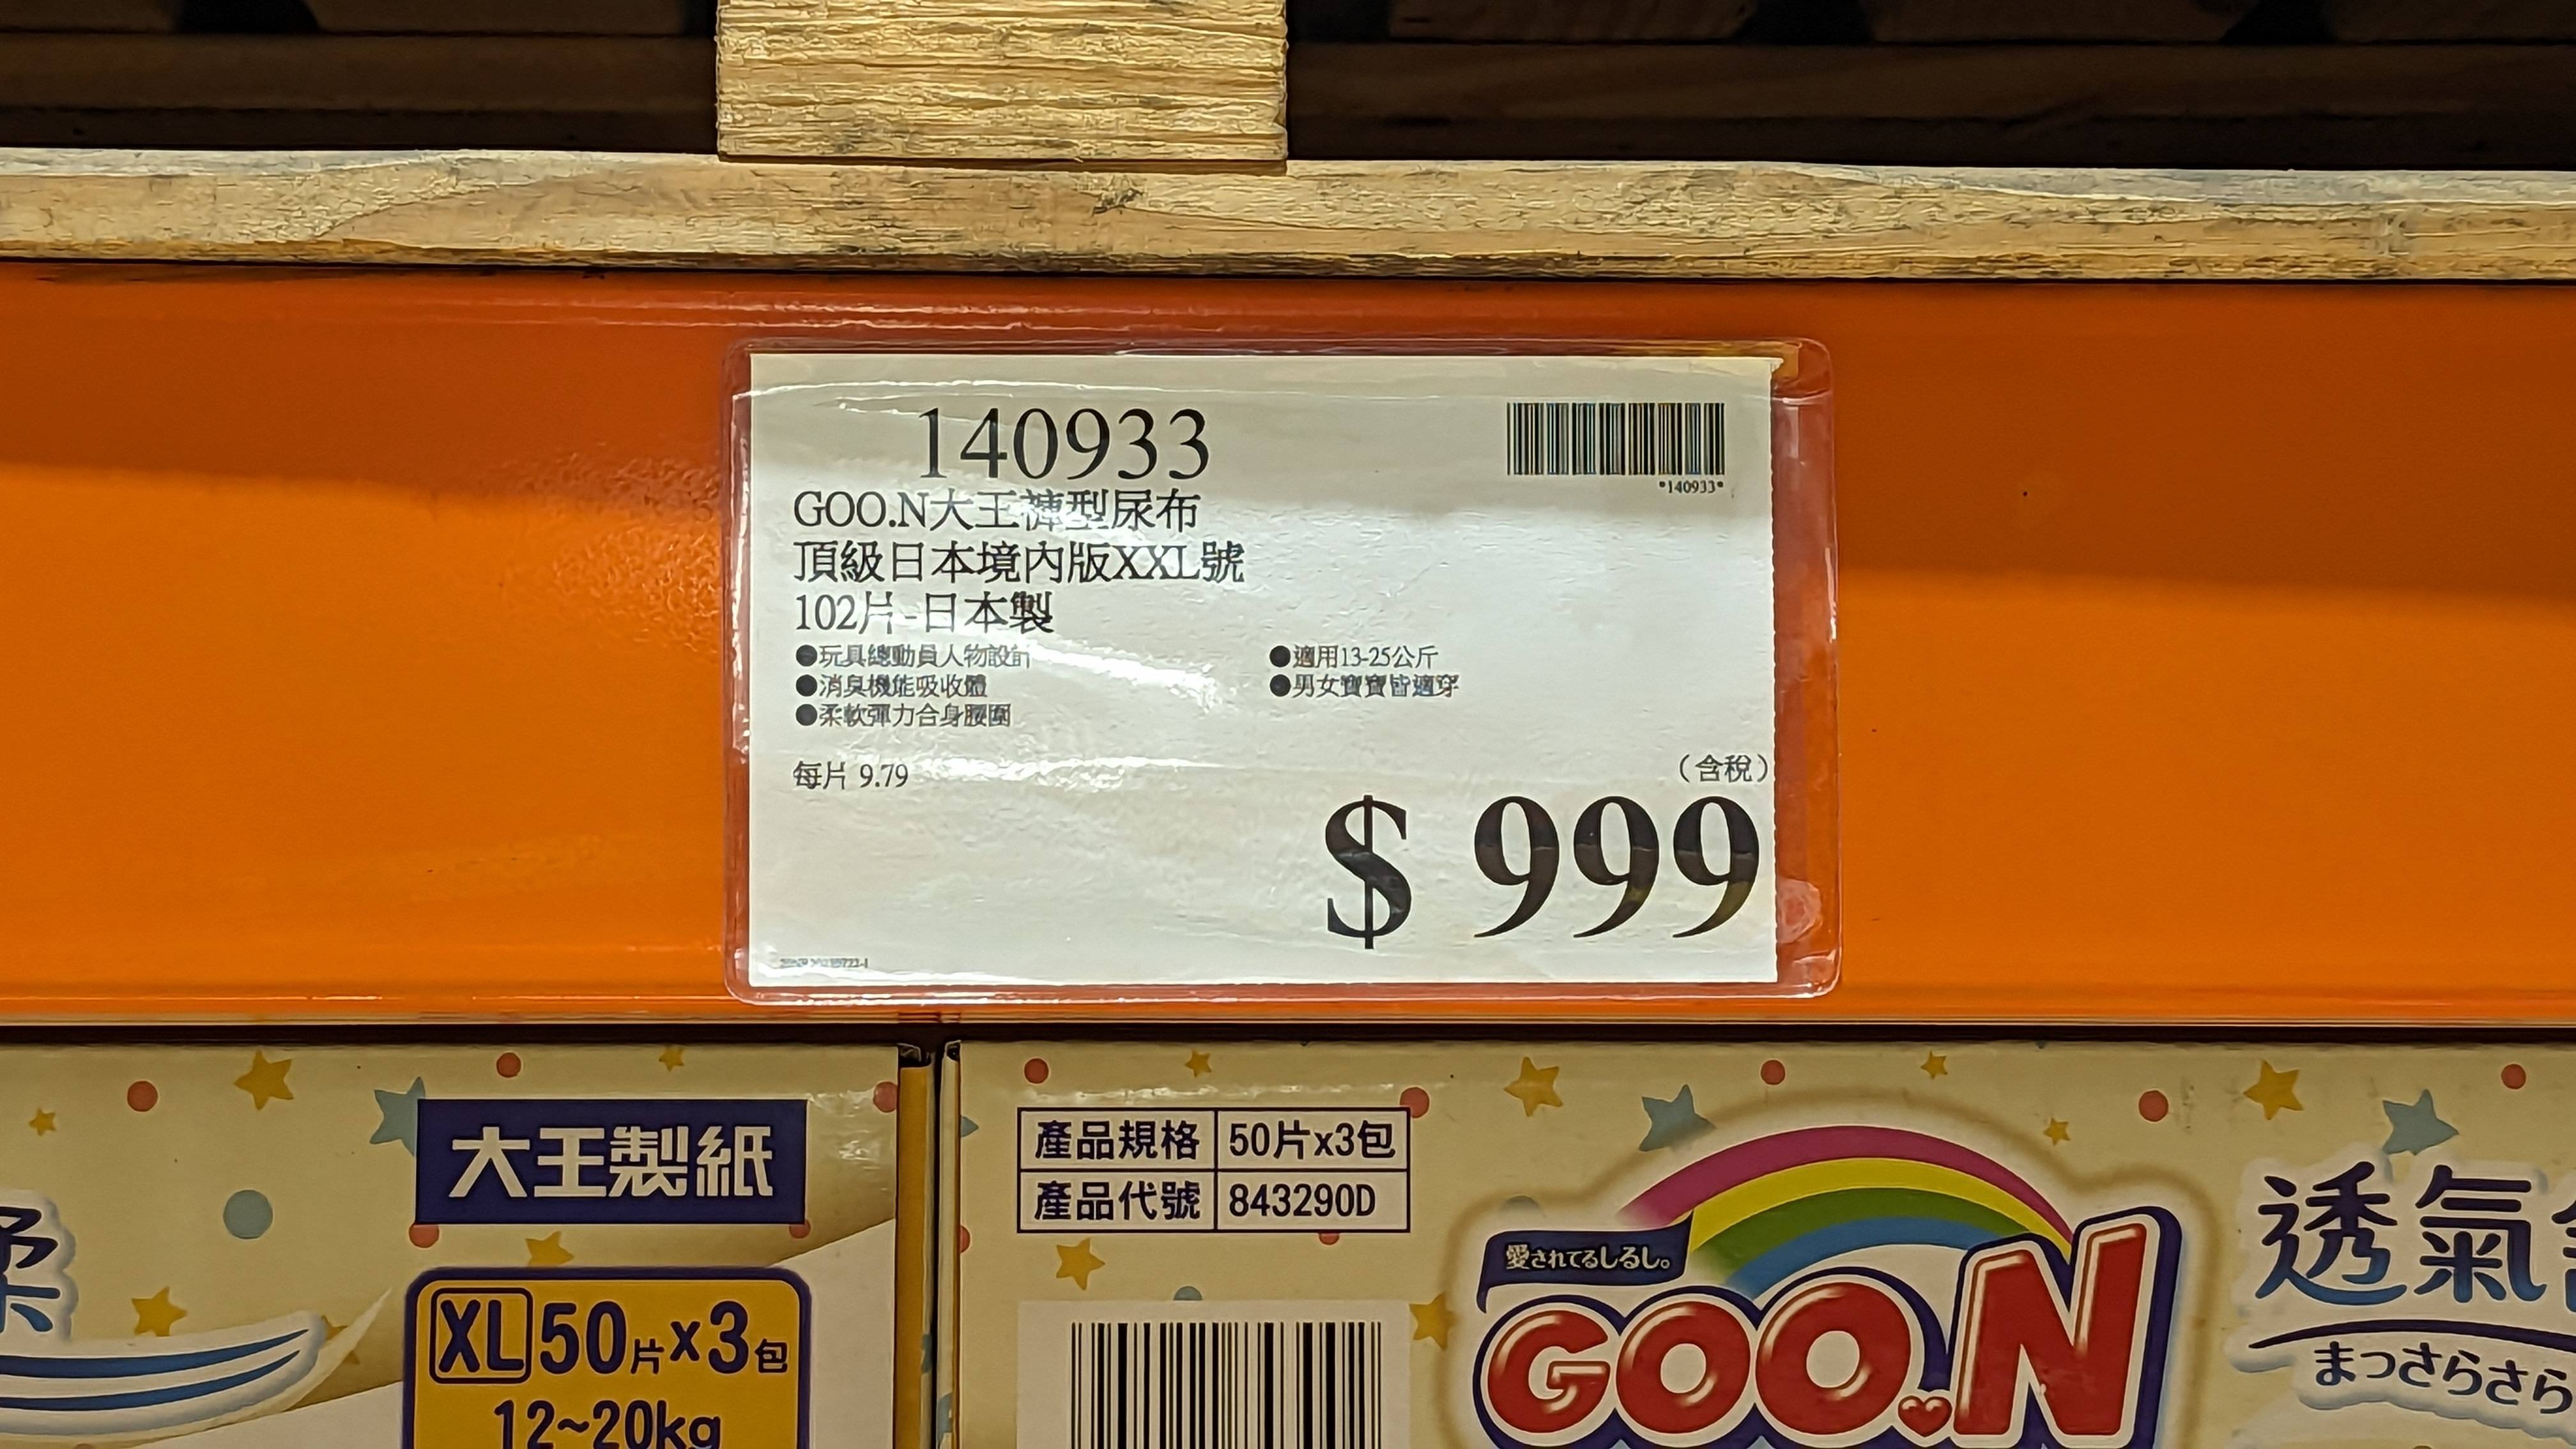 140933
*140933*
GOO.N大王褲型尿布
頂級日本境內版XXL號
102片-日本製
●玩具總動員人物設計
●適用13-25公斤
●消臭機能吸收體
●男女寶寶皆適穿
●柔軟彈力合身腰圍
每片 9.79
(含稅)
$ 999
大王製紙
XL 50片x3包
12~20kg
柔
產品規格 50片x3包
產品代號 843290D
愛されてるしるし。
GOO.N
透氣
まっさらさら